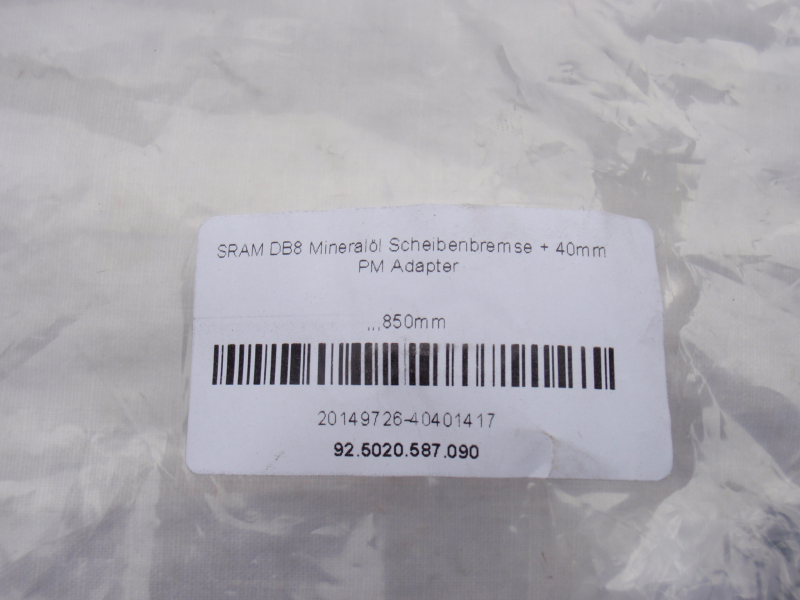 SRAM DB8 Mineralöl Scheibenbremse + 40mm
PM Adapter
,,,850mm
20149726-40401417
92.5020.587.090